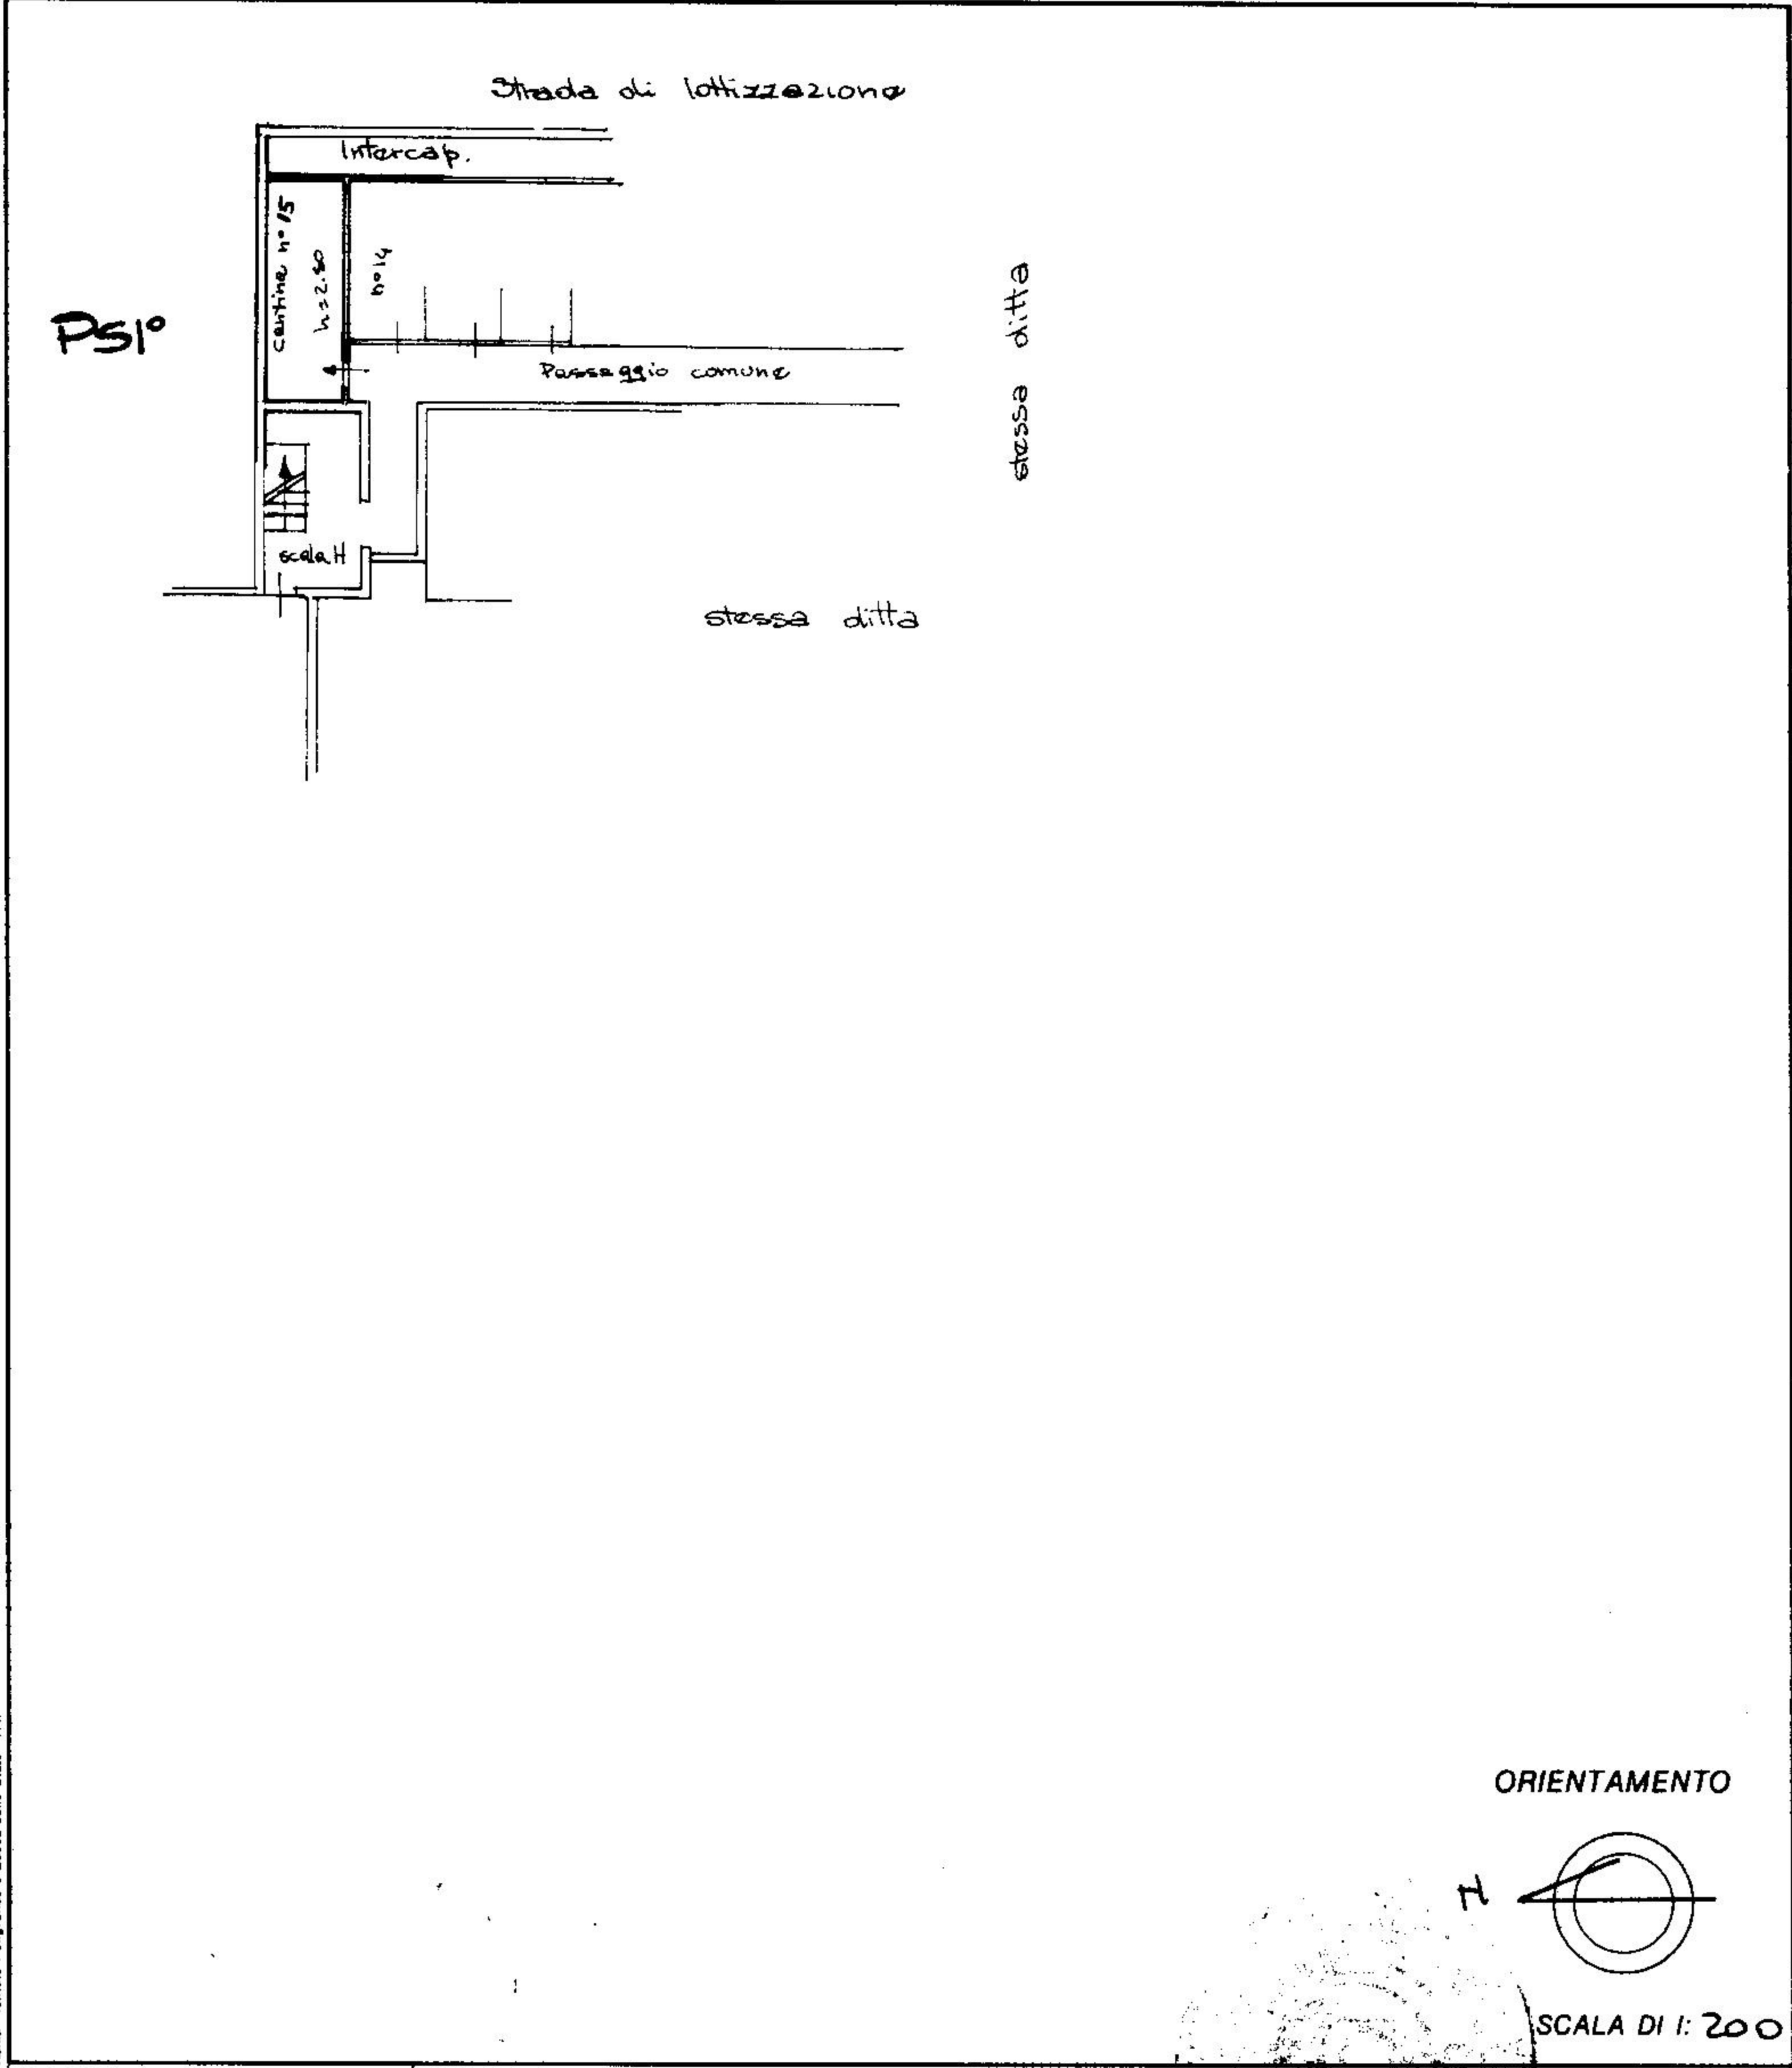 Strada di lottizzazione
Intercap.
cantina n° 15
h=2.50
n° 14
PS1°
Passaggio comune
stessa ditta
scala H
stessa ditta
ORIENTAMENTO
N
SCALA DI 1: 200